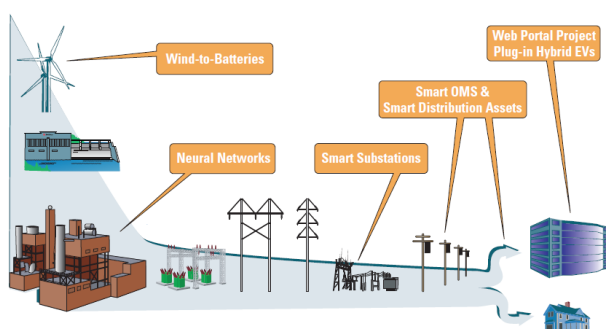 Web Portal Project
Plug-in Hybrid EVs
Wind-to-Batteries
Smart OMS &
Smart Distribution Assets
Neural Networks
Smart Substations